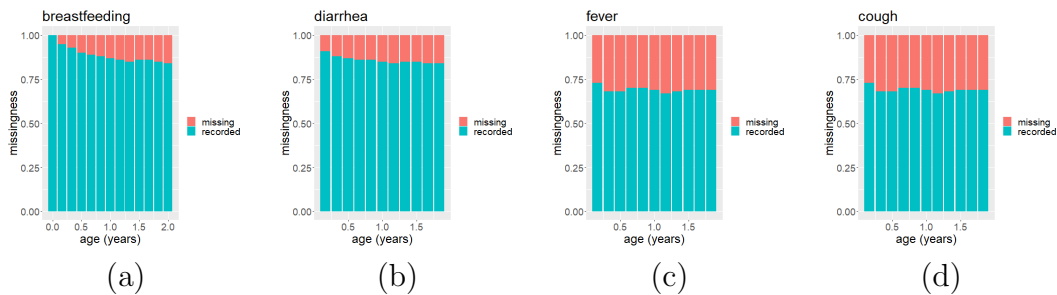 breastfeeding
1.00
0.75
0.50
0.25
0.00
missingness
0.0 0.5 1.0 1.5 2.0
age (years)
missing
recorded
(a)
diarrhea
1.00
0.75
0.50
0.25
0.00
missingness
0.5 1.0 1.5
age (years)
missing
recorded
(b)
fever
1.00
0.75
0.50
0.25
0.00
missingness
0.5 1.0 1.5
age (years)
missing
recorded
(c)
cough
1.00
0.75
0.50
0.25
0.00
missingness
0.5 1.0 1.5
age (years)
missing
recorded
(d)